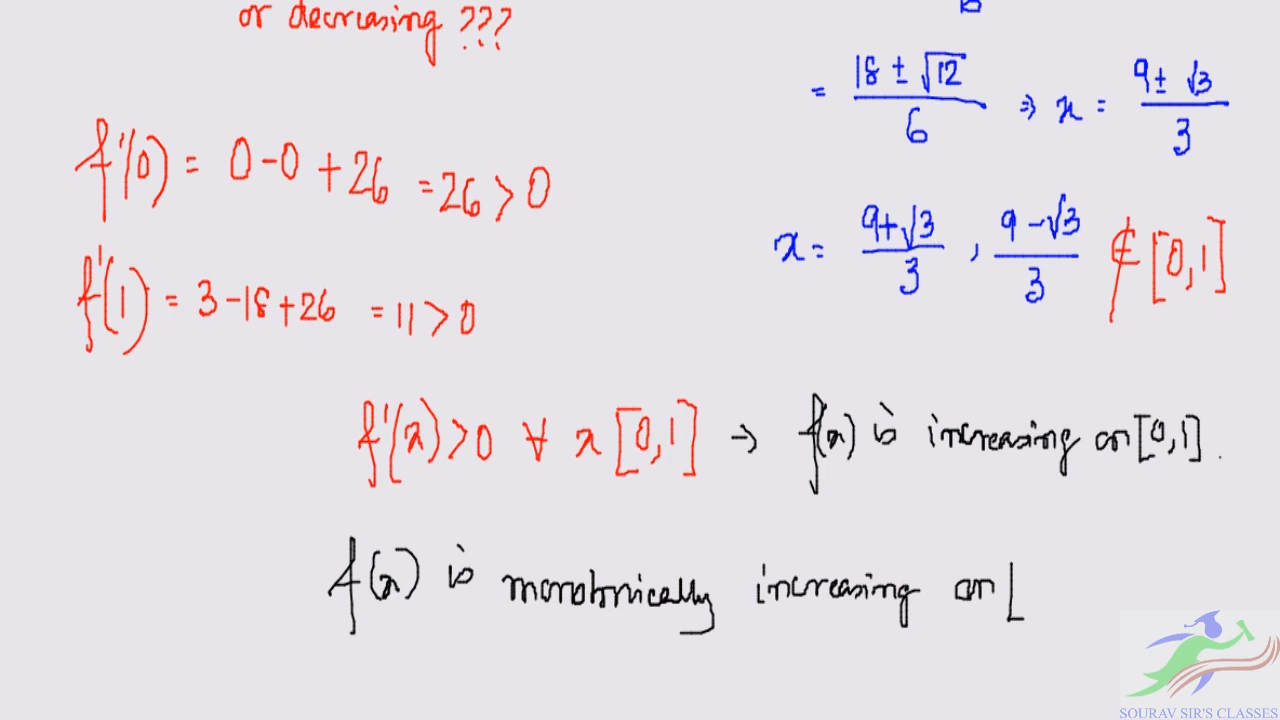 or decreasing ???
f'(0) = 0-0 + 26 = 26 > 0
f'(1) = 3-18+26 = 11 > 0
= 18 ± √12 / 6 ⇒ x = 9 ± √3 / 3
x = 9+√3 / 3 , 9-√3 / 3 ∉ [0,1]
f'(x) > 0 ∀ x [0,1] → f(x) is increasing on [0,1].
f(x) is monotonically increasing on [
SOURAV SIR'S CLASSES